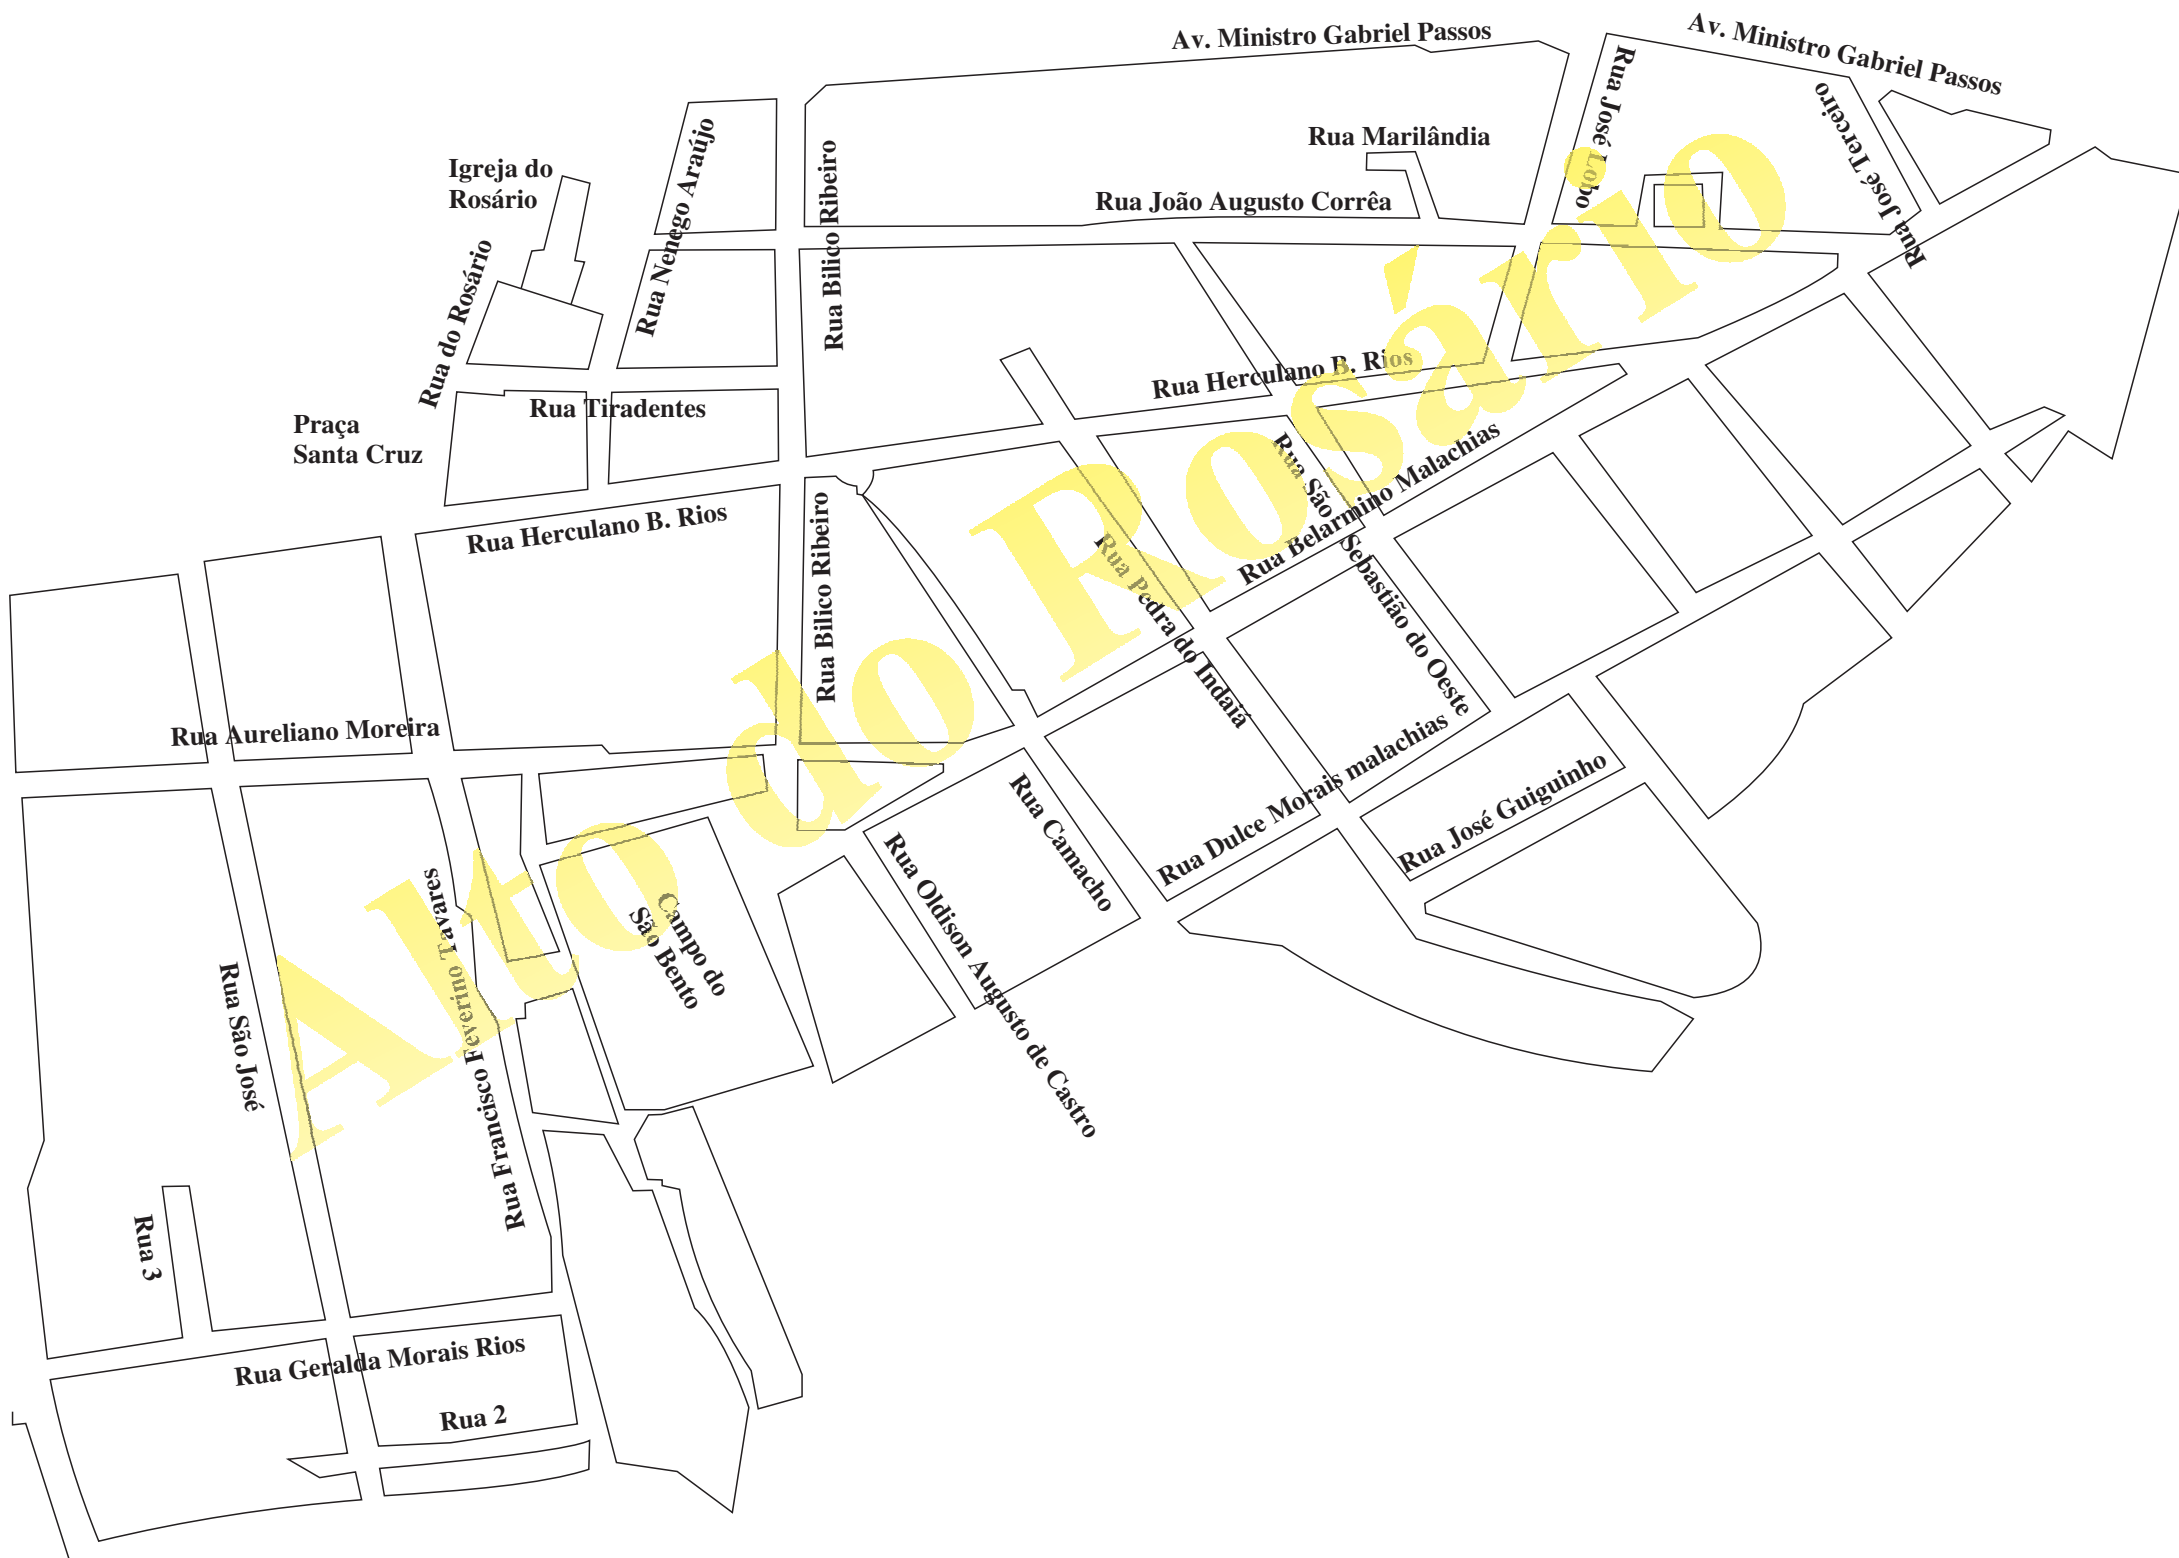 Av. Ministro Gabriel Passos
Av. Ministro Gabriel Passos
Rua José Lobo
Rua José Terceiro
Rua Marilândia
Rua João Augusto Corrêa
Igreja do
Rosário
Rua Nenego Araújo
Rua Bilico Ribeiro
Rua do Rosário
Rua Tiradentes
Praça
Santa Cruz
Rua Herculano B. Rios
Rua Herculano B. Rios
Rua Bilico Ribeiro
Rua São Sebastião do Oeste
Rua Belarmino Malachias
Rua Pedra do Indaiá
Alto do Rosário
Rua Aureliano Moreira
Rua Dulce Morais malachias
Rua José Guiguinho
Rua Camacho
Rua Oldison Augusto de Castro
Campo do
São Bento
Rua Francisco Feverino Tavares
Rua São José
Rua 3
Rua Geralda Morais Rios
Rua 2